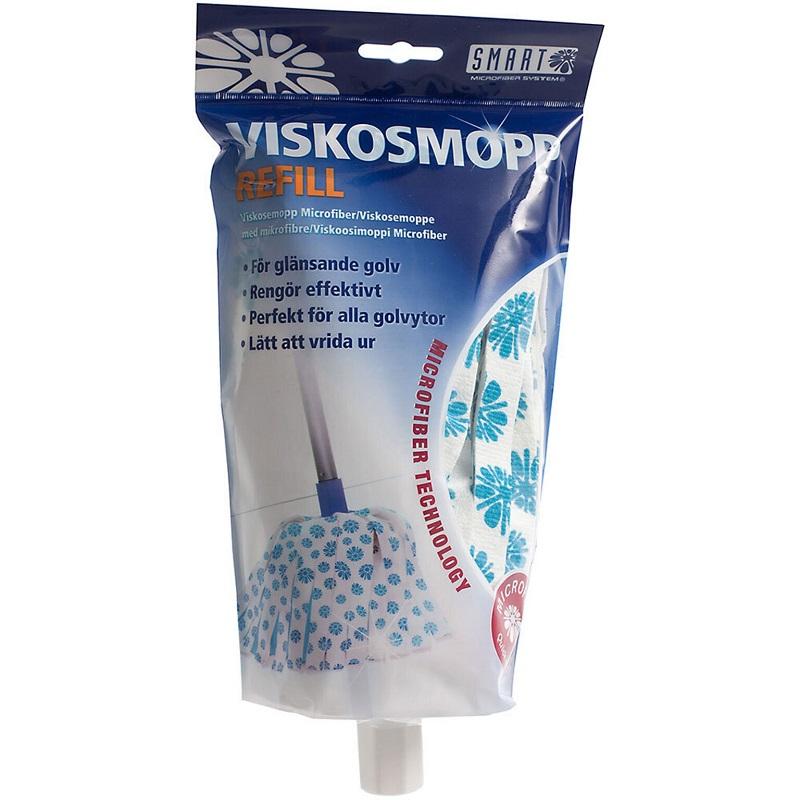 SMART
MICROFIBER SYSTEM®
VISKOSMOPP
REFILL
Viskosemopp Microfiber/Viskosemoppe
med mikrofibre/Viskoosimoppi Microfiber
• För glänsande golv
• Rengör effektivt
• Perfekt för alla golvytor
• Lätt att vrida ur
MICROFIBER TECHNOLOGY